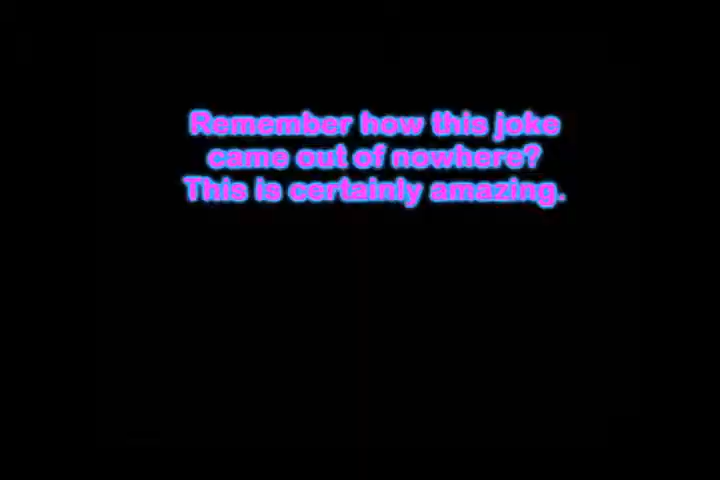 Remember how this joke
came out of nowhere?
This is certainly amazing.